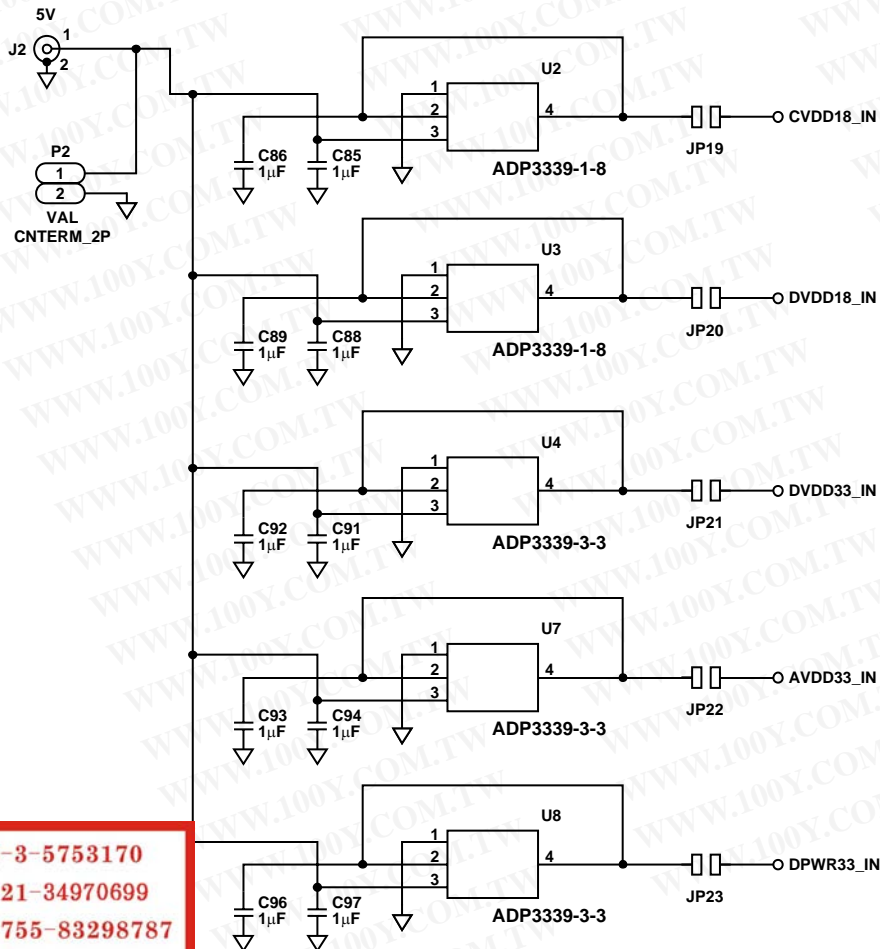 5V
J2
1
2
P2
1
2
VAL
CNTERM_2P
U2
1
2
3
4
C86
1μF
C85
1μF
ADP3339-1-8
JP19
CVDD18_IN
U3
1
2
3
4
C89
1μF
C88
1μF
ADP3339-1-8
JP20
DVDD18_IN
U4
1
2
3
4
C92
1μF
C91
1μF
ADP3339-3-3
JP21
DVDD33_IN
U7
1
2
3
4
C93
1μF
C94
1μF
ADP3339-3-3
JP22
AVDD33_IN
U8
1
2
3
4
C96
1μF
C97
1μF
ADP3339-3-3
JP23
DPWR33_IN
-3-5753170
21-34970699
755-83298787
WWW.100Y.COM.TW